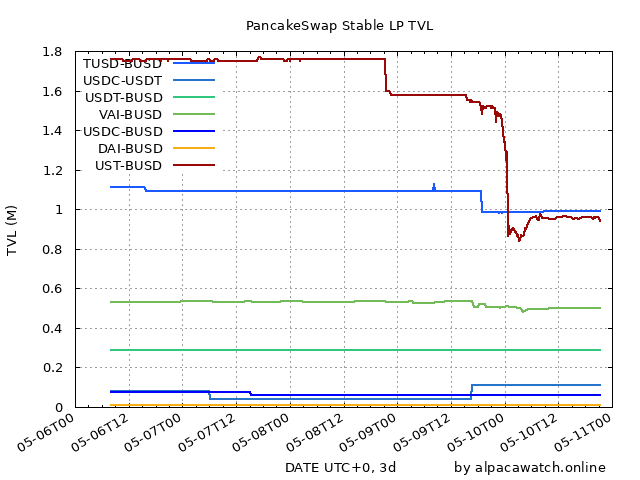 PancakeSwap Stable LP TVL
TVL (M)
1.8
1.6
1.4
1.2
1
0.8
0.6
0.4
0.2
0
TUSD-BUSD
USDC-USDT
USDT-BUSD
VAI-BUSD
USDC-BUSD
DAI-BUSD
UST-BUSD
05-06T00
05-06T12
05-07T00
05-07T12
05-08T00
05-08T12
05-09T00
05-09T12
05-10T00
05-10T12
05-11T00
DATE UTC+0, 3d
by alpacawatch.online